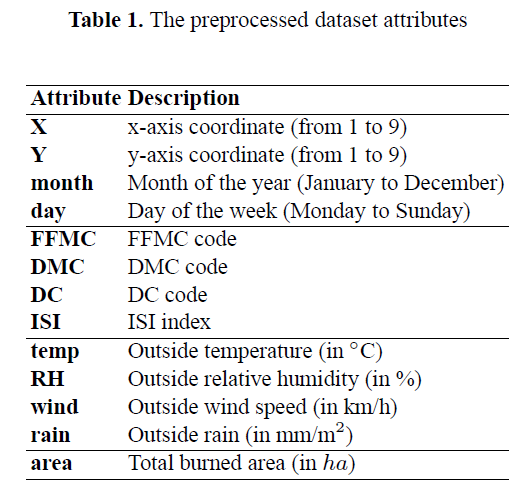 Table 1. The preprocessed dataset attributes
Attribute Description
X x-axis coordinate (from 1 to 9)
Y y-axis coordinate (from 1 to 9)
month Month of the year (January to December)
day Day of the week (Monday to Sunday)
FFMC FFMC code
DMC DMC code
DC DC code
ISI ISI index
temp Outside temperature (in °C)
RH Outside relative humidity (in %)
wind Outside wind speed (in km/h)
rain Outside rain (in mm/m²)
area Total burned area (in ha)